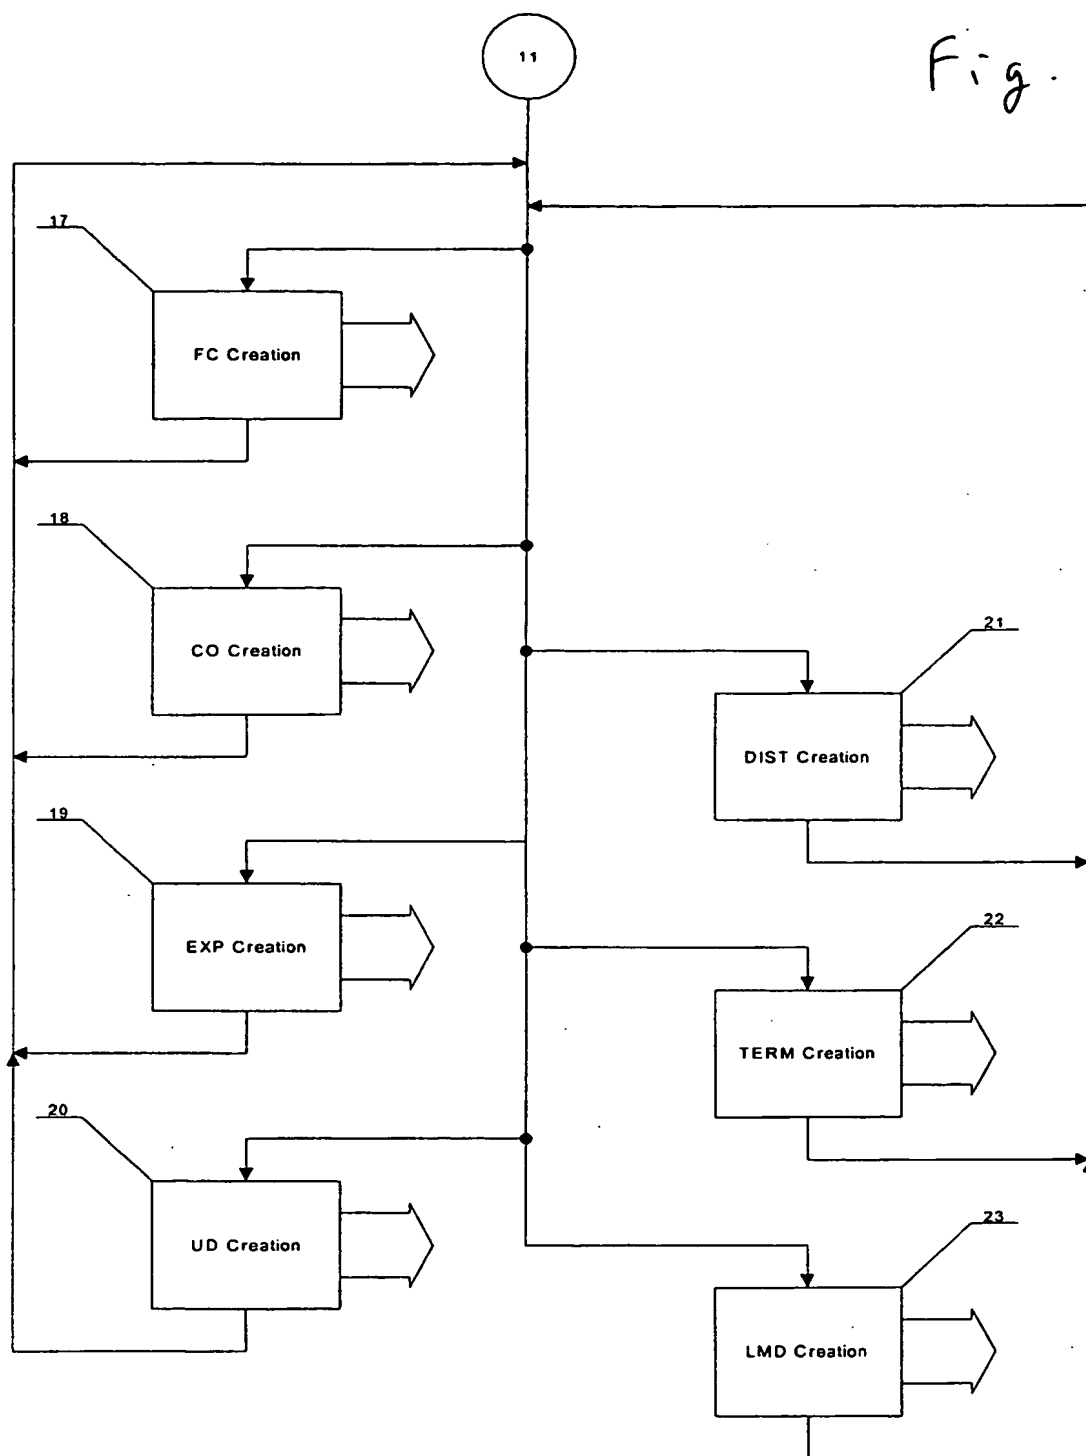 11
Fig.
17
FC Creation
18
CO Creation
21
DIST Creation
19
EXP Creation
22
TERM Creation
20
UD Creation
23
LMD Creation